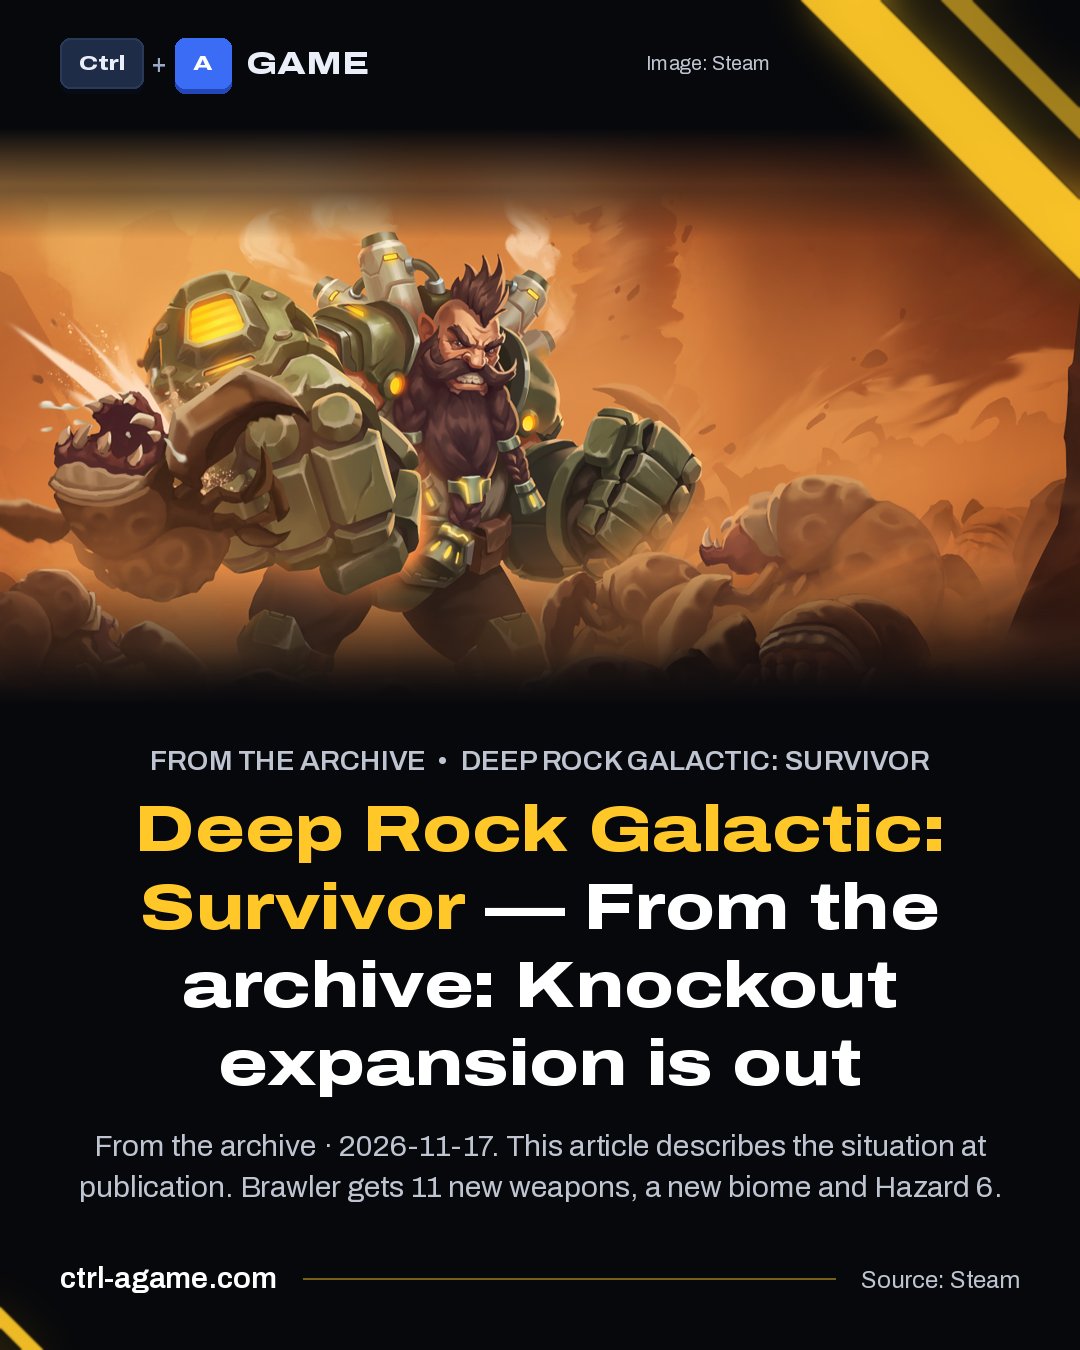 Ctrl + A GAME
Image: Steam
FROM THE ARCHIVE • DEEP ROCK GALACTIC: SURVIVOR
Deep Rock Galactic:
Survivor — From the
archive: Knockout
expansion is out
From the archive · 2026-11-17. This article describes the situation at
publication. Brawler gets 11 new weapons, a new biome and Hazard 6.
ctrl-agame.com
Source: Steam